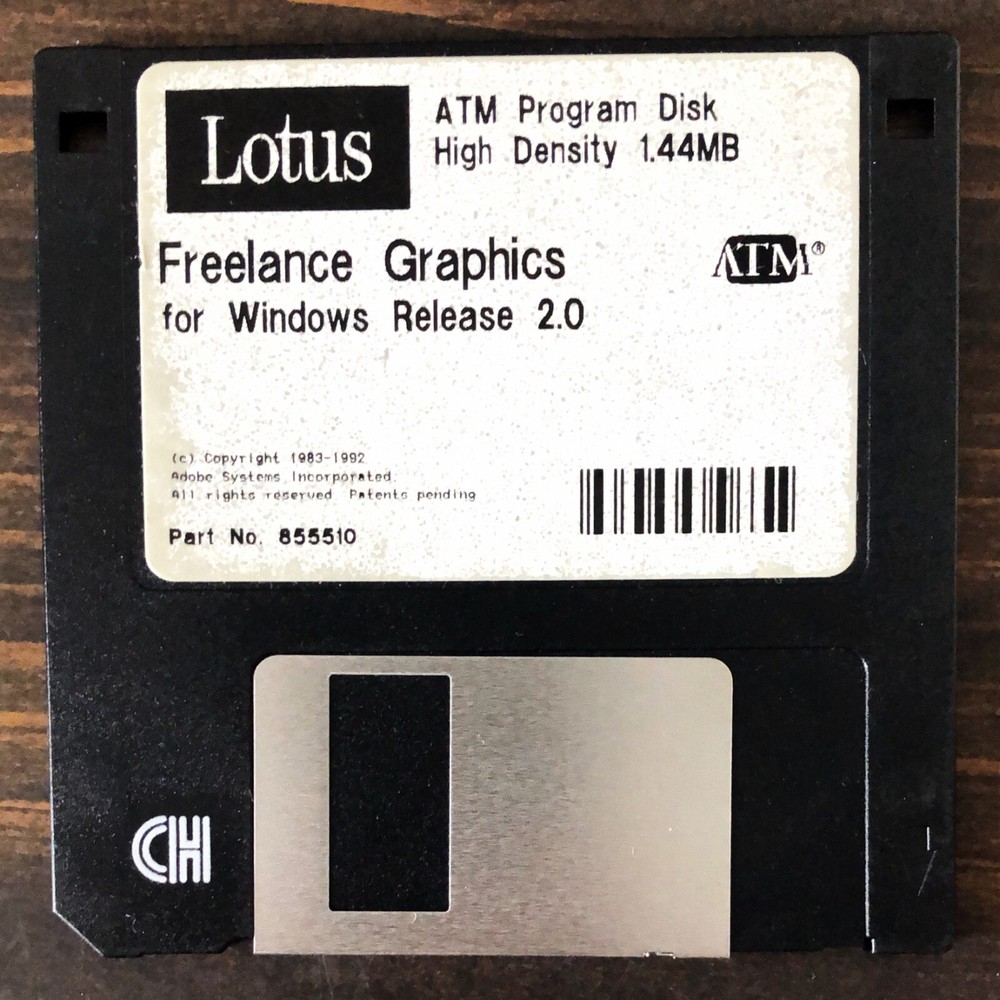 Lotus
ATM Program Disk
High Density 1.44MB
Freelance Graphics
for Windows Release 2.0
ATM®
(c) Copyright 1983-1992
Adobe Systems Incorporated.
All rights reserved. Patents pending
Part No. 855510
CH